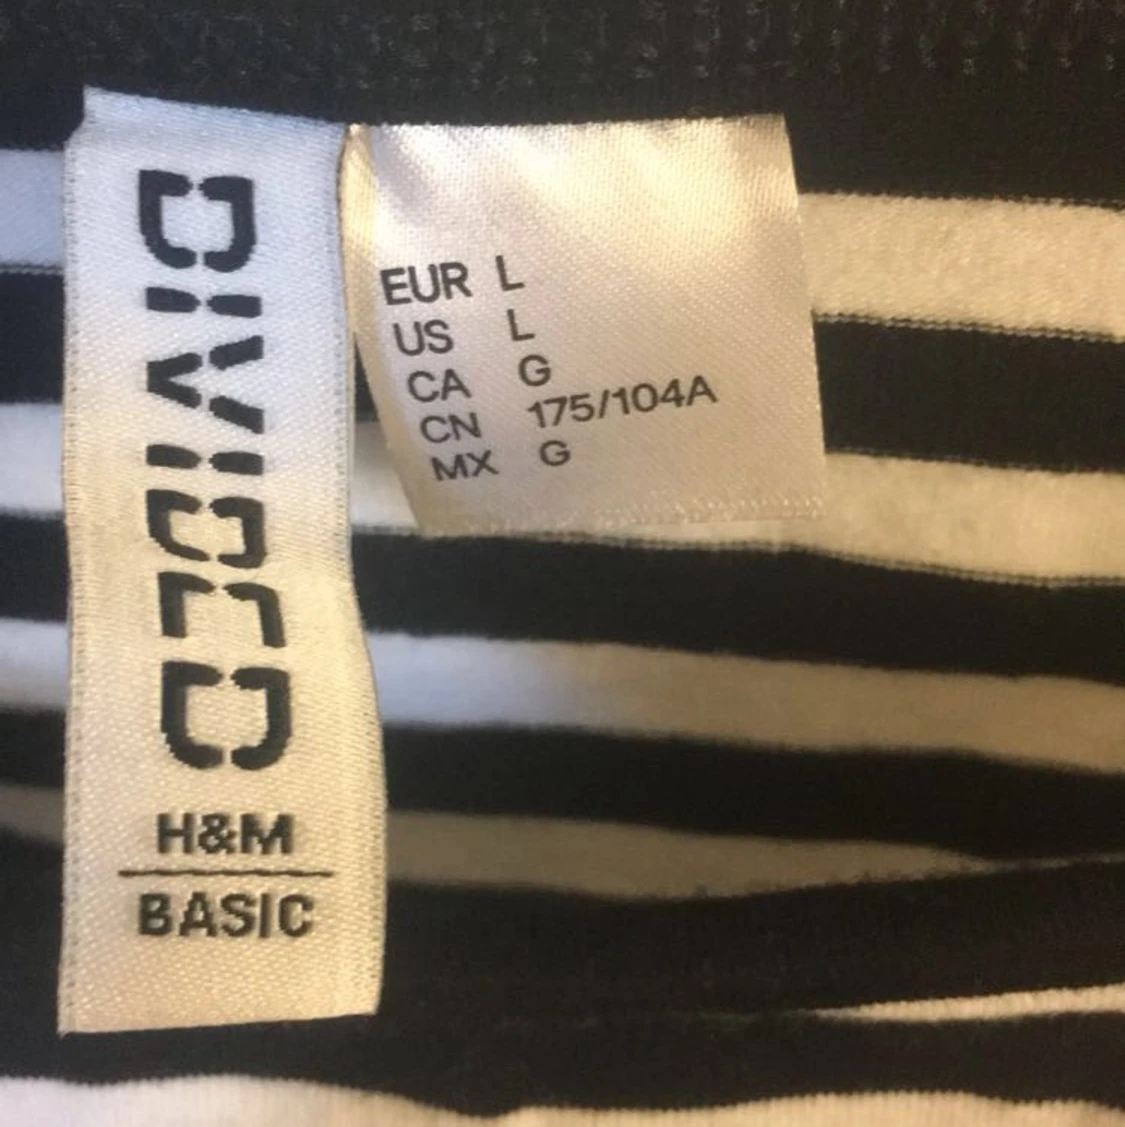 DIVIDED
H&M
BASIC
EUR L
US L
CA G
CN 175/104A
MX G